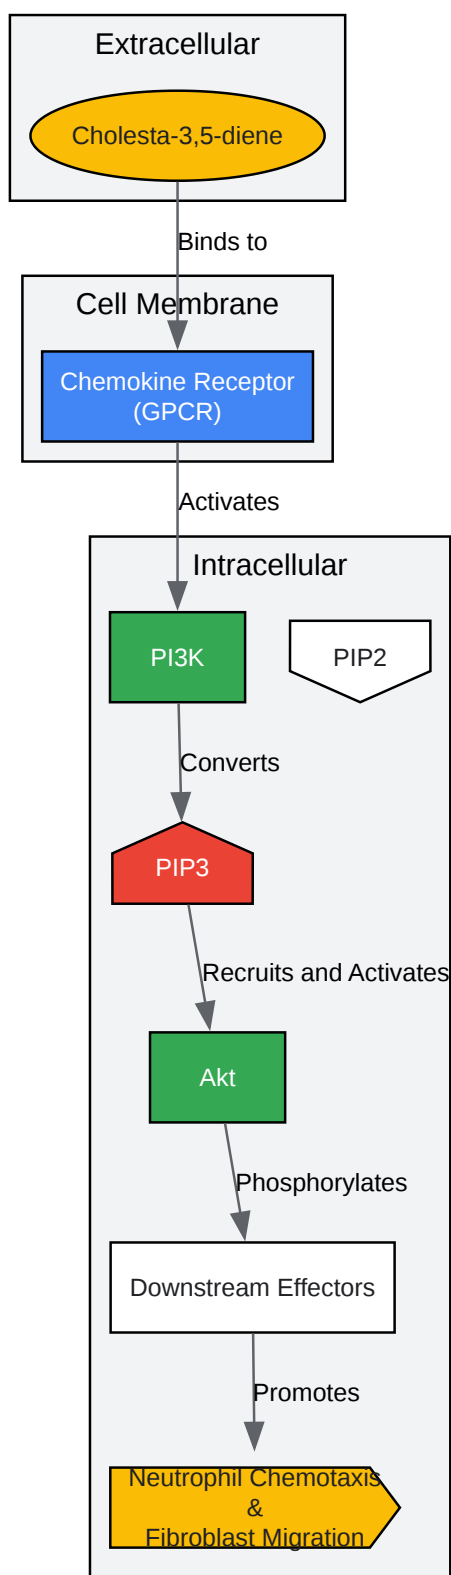 Extracellular
Cholesta-3,5-diene
Binds to
Cell Membrane
Chemokine Receptor
(GPCR)
Activates
Intracellular
PI3K
PIP2
Converts
PIP3
Recruits and Activates
Akt
Phosphorylates
Downstream Effectors
Promotes
Neutrophil Chemotaxis
&
Fibroblast Migration